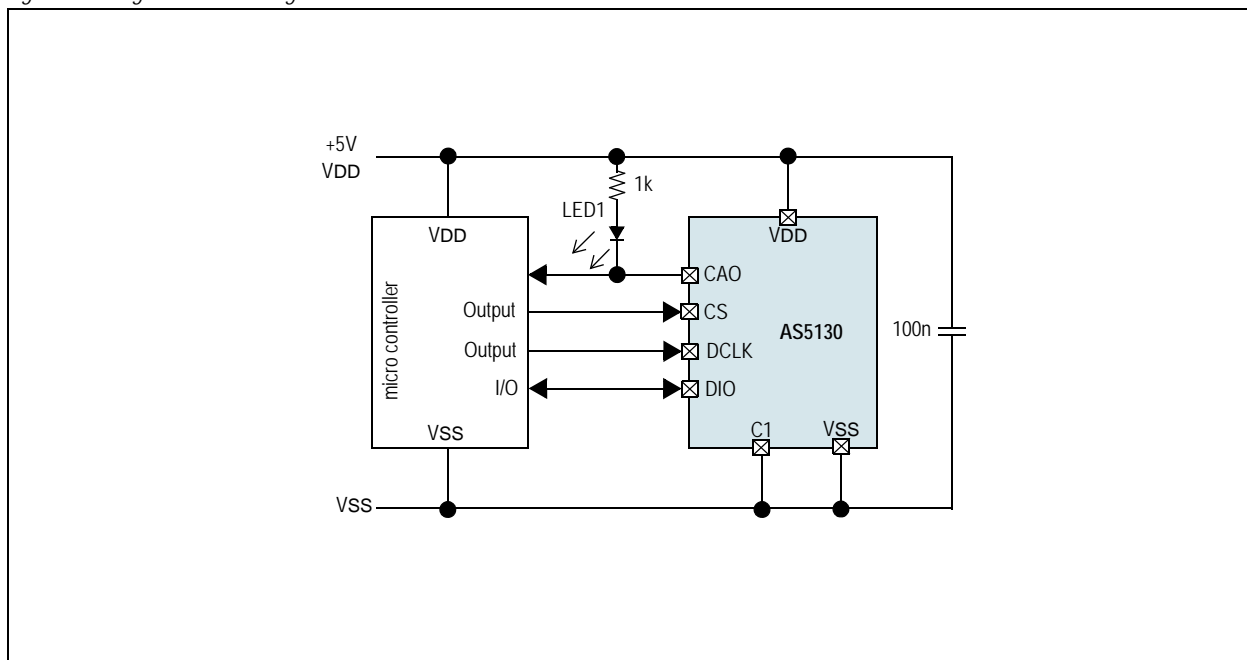 +5V
VDD
1k
LED1
VDD
VDD
micro controller
CAO
Output
CS
Output
DCLK
I/O
DIO
AS5130
100n
VSS
C1
VSS
VSS